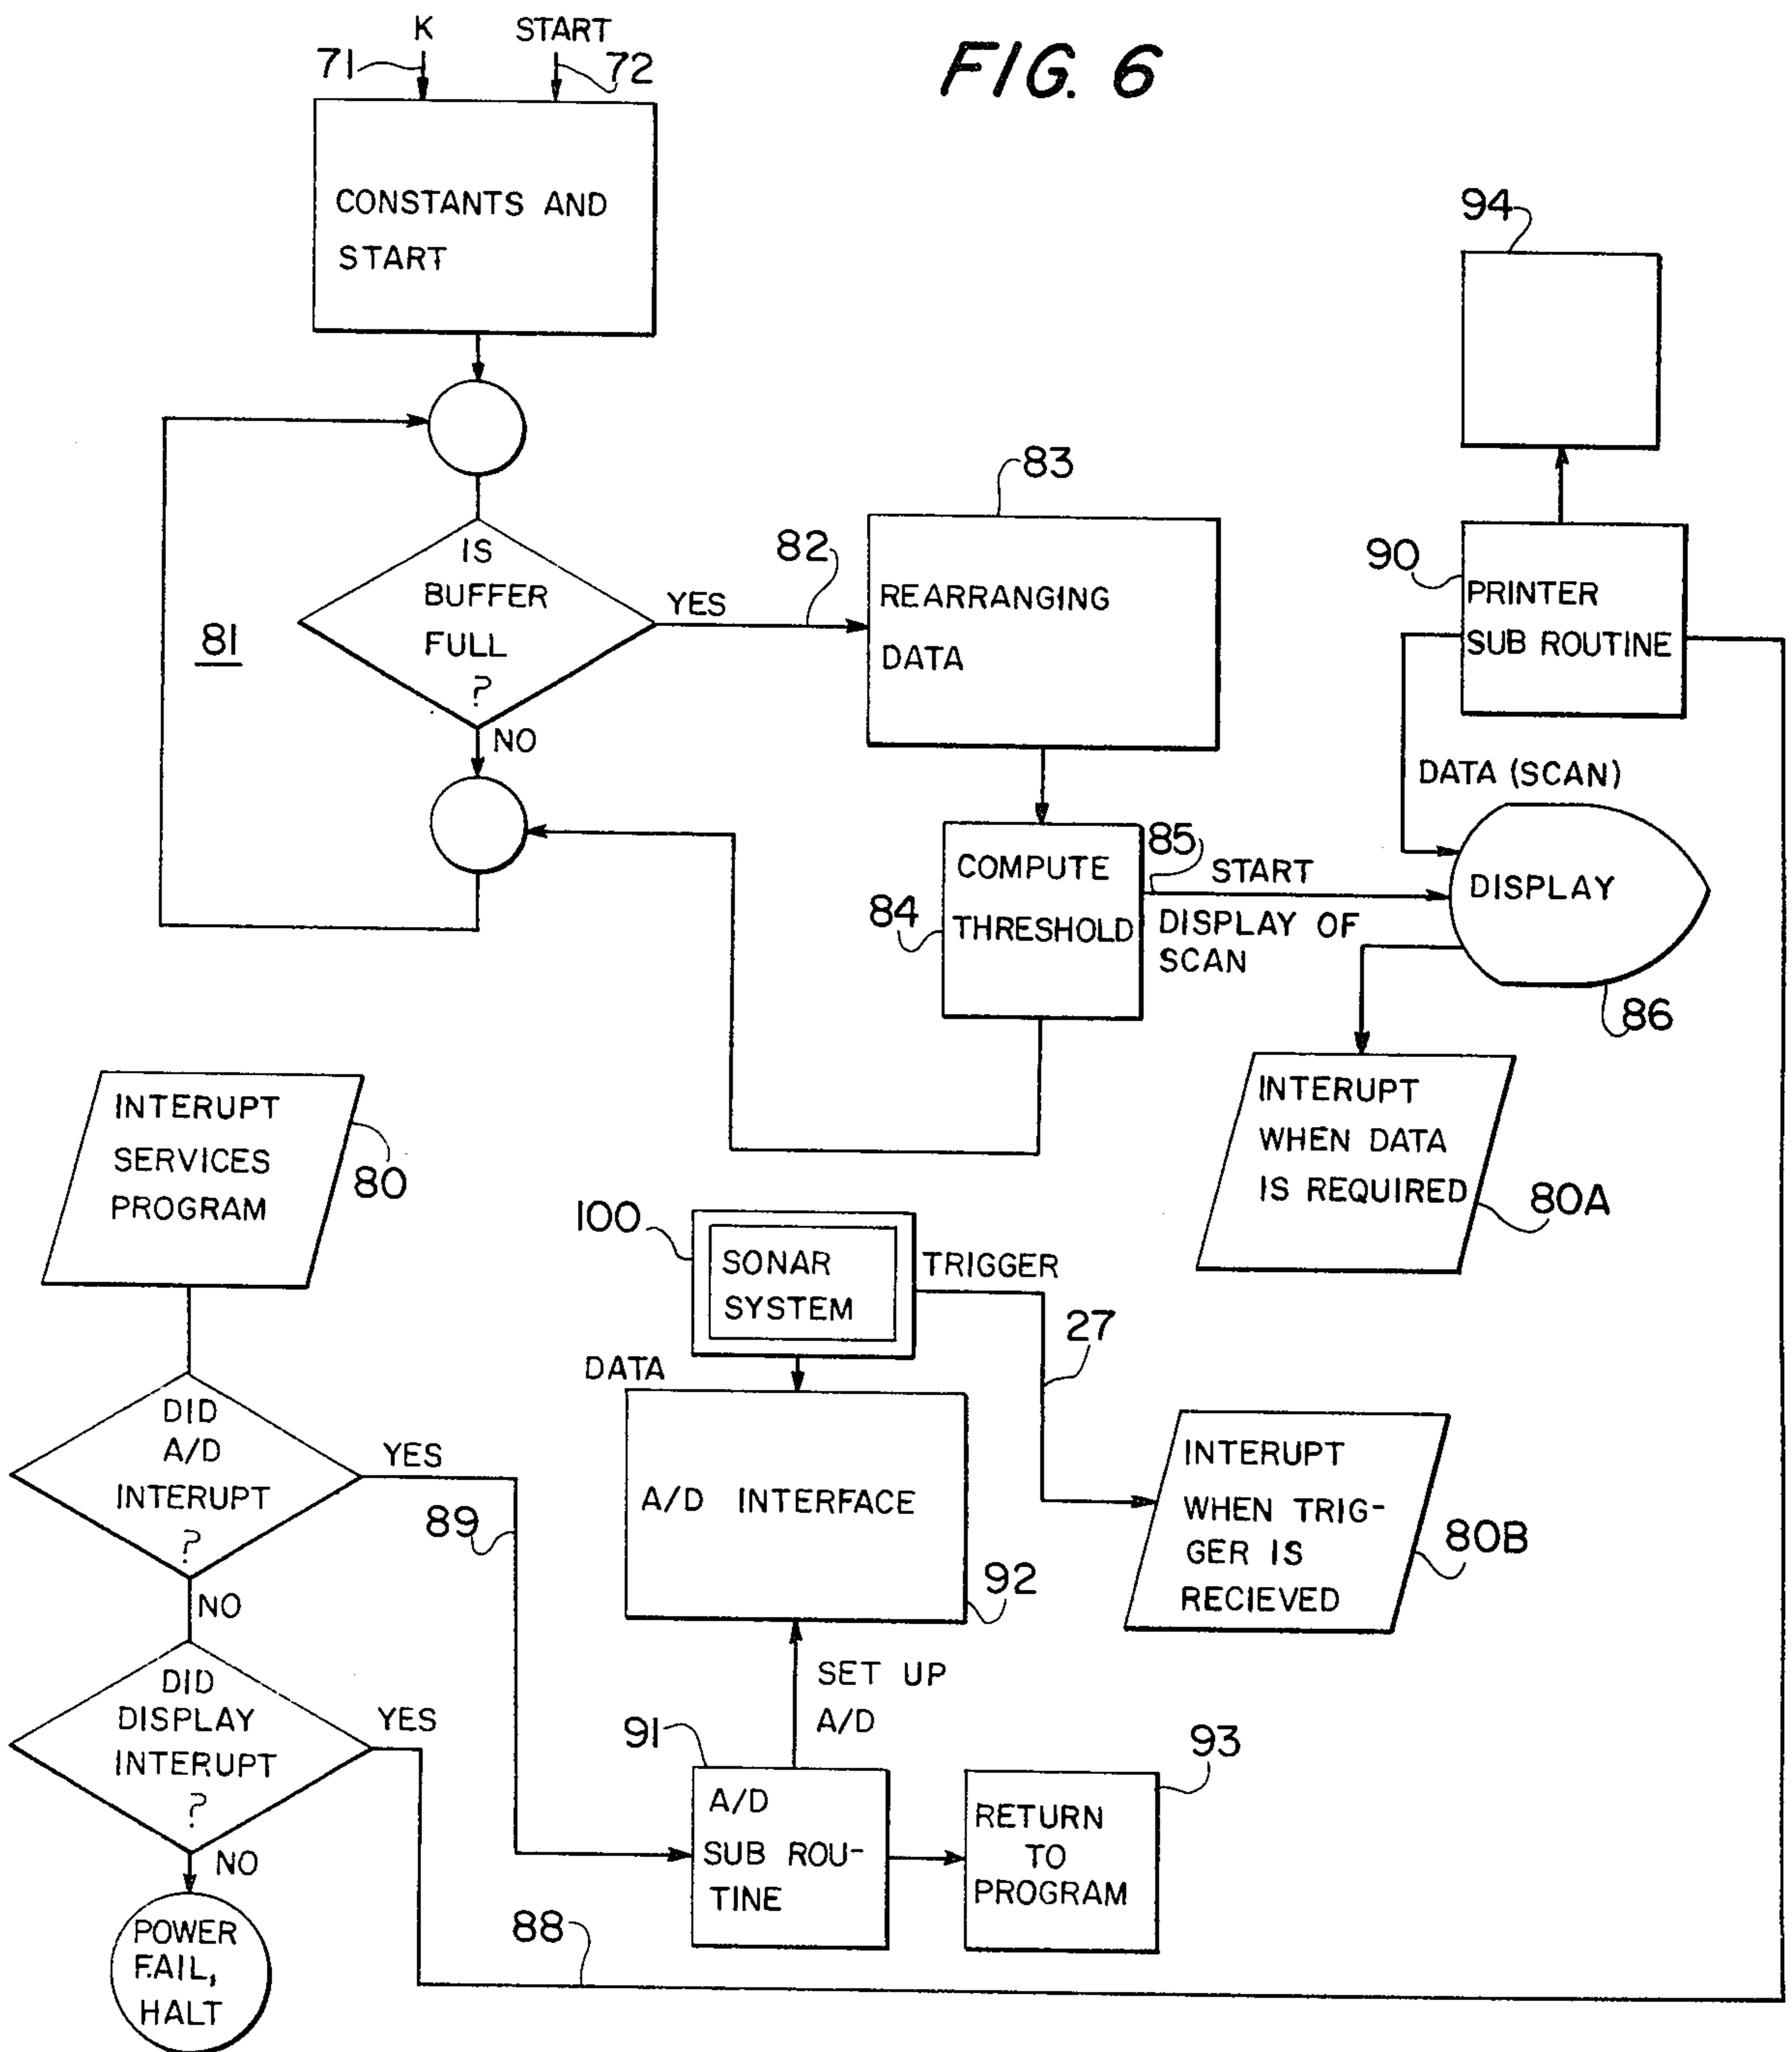 FIG. 6
K
START
71
72
CONSTANTS AND
START
94
83
82
IS
BUFFER
FULL
?
YES
NO
81
REARRANGING
DATA
90
PRINTER
SUB ROUTINE
DATA (SCAN)
COMPUTE
THRESHOLD
84
85
START
DISPLAY OF
SCAN
DISPLAY
86
INTERUPT
WHEN DATA
IS REQUIRED
80A
INTERUPT
SERVICES
PROGRAM
80
100
SONAR
SYSTEM
TRIGGER
27
DATA
A/D INTERFACE
92
INTERUPT
WHEN TRIG-
GER IS
RECIEVED
80B
DID
A/D
INTERUPT
?
YES
89
NO
DID
DISPLAY
INTERUPT
?
YES
NO
SET UP
A/D
91
A/D
SUB ROU-
TINE
93
RETURN
TO
PROGRAM
88
POWER
FAIL,
HALT